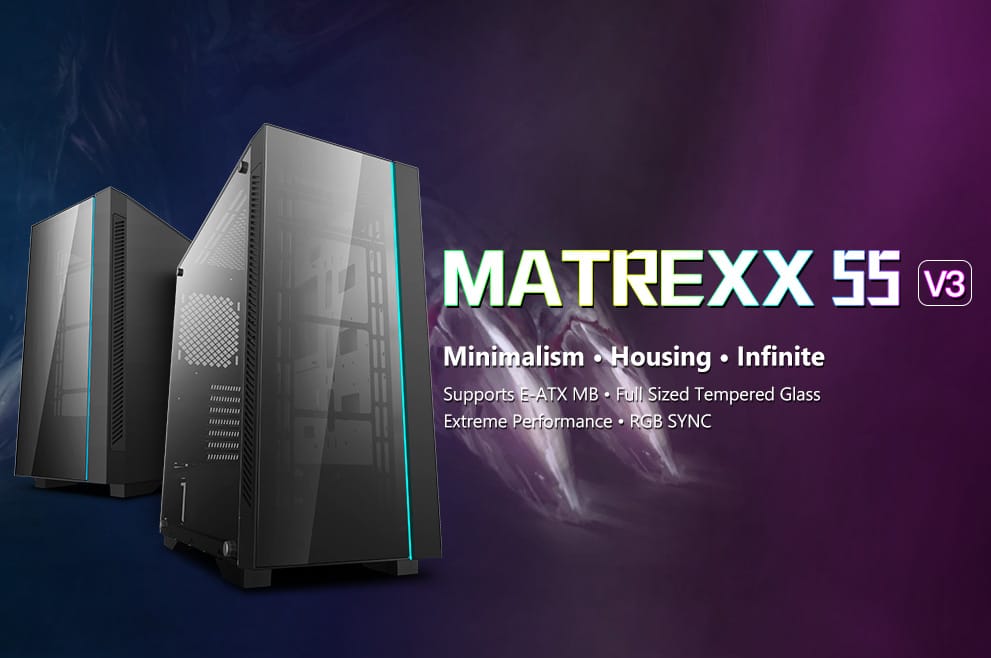 MATREXX 55 V3
Minimalism • Housing • Infinite
Supports E-ATX MB • Full Sized Tempered Glass
Extreme Performance • RGB SYNC